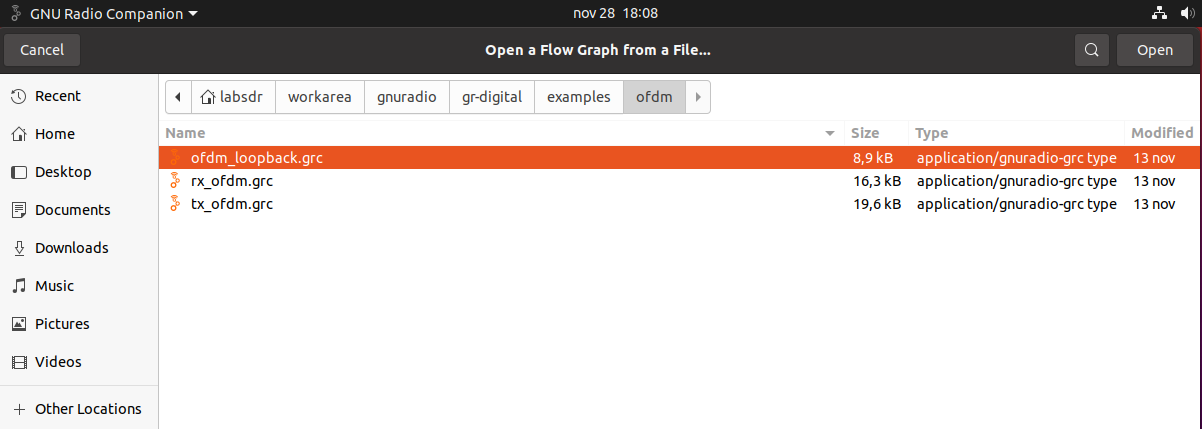 GNU Radio Companion nov 28 18:08
Cancel Open a Flow Graph from a File... Open
Recent
Home
Desktop
Documents
Downloads
Music
Pictures
Videos
Other Locations
labsdr workarea gnuradio gr-digital examples ofdm
Name Size Type Modified
ofdm_loopback.grc 8,9 kB application/gnuradio-grc type 13 nov
rx_ofdm.grc 16,3 kB application/gnuradio-grc type 13 nov
tx_ofdm.grc 19,6 kB application/gnuradio-grc type 13 nov